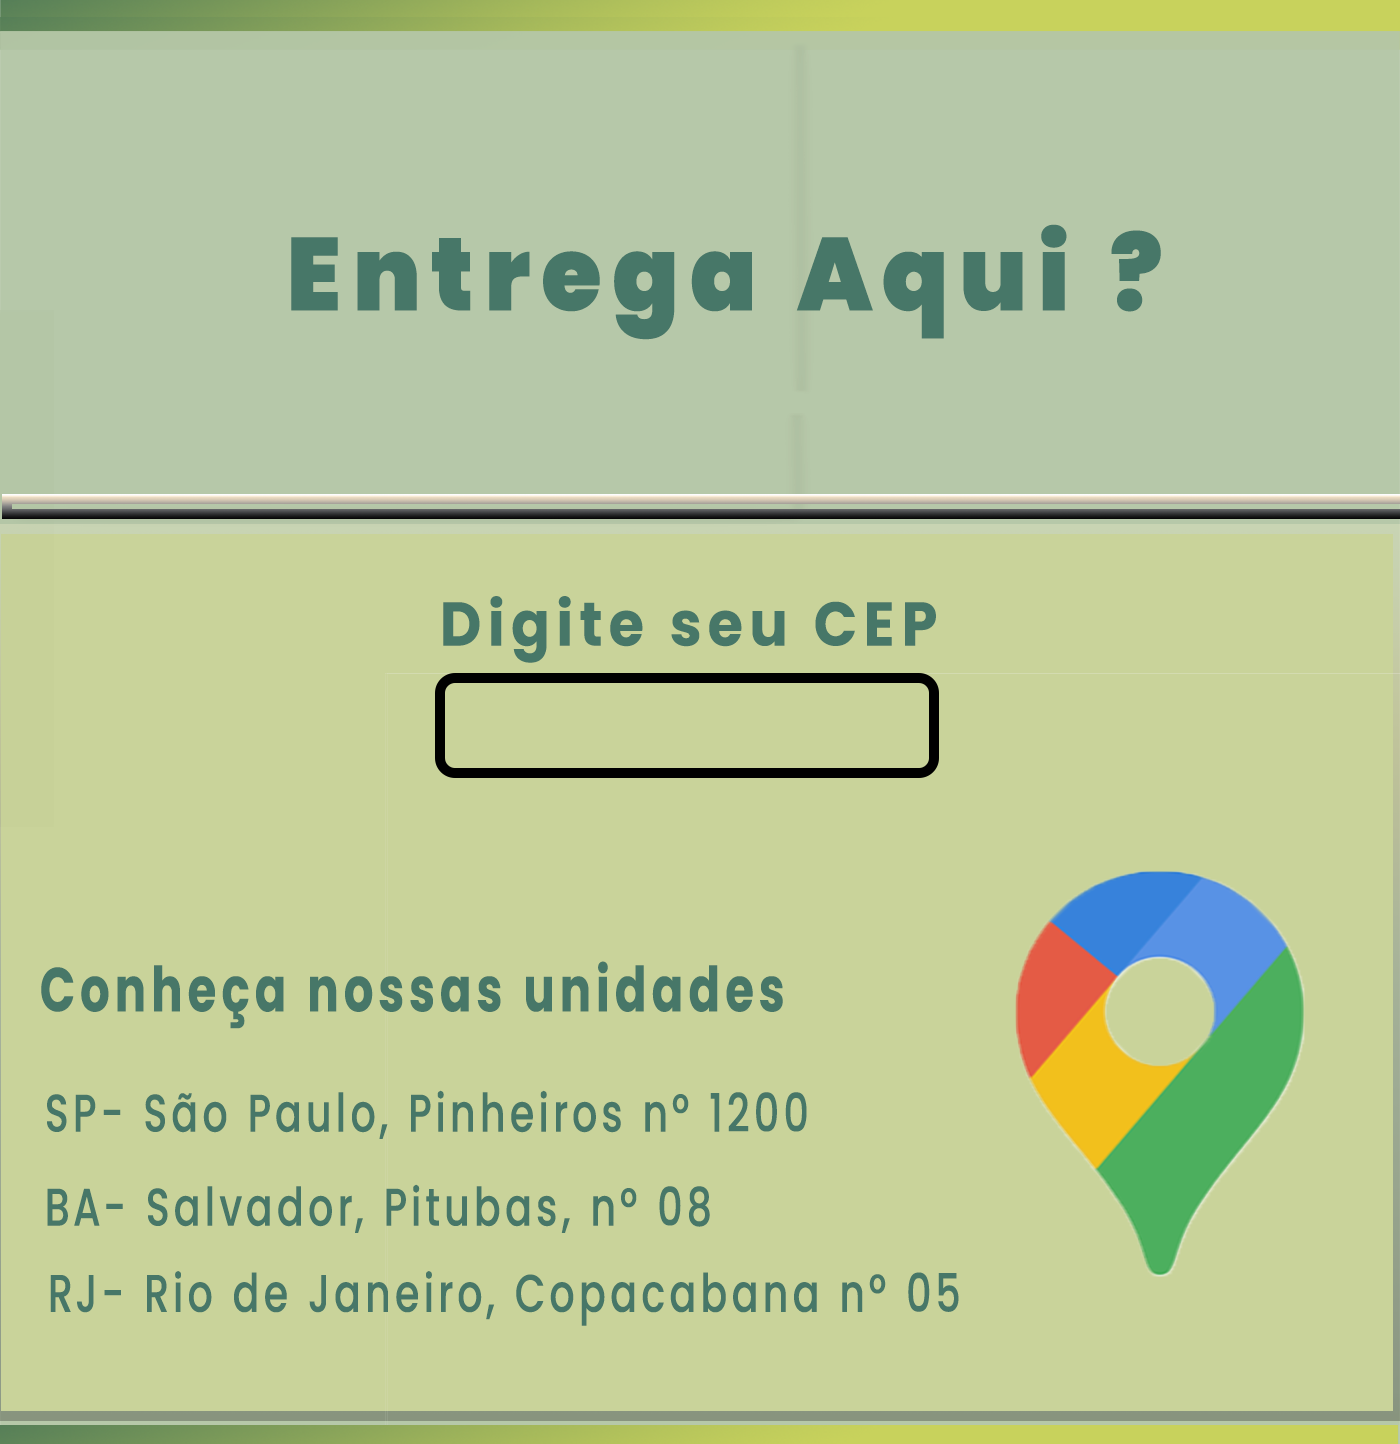 Entrega Aqui ?
Digite seu CEP
Conheça nossas unidades
SP- São Paulo, Pinheiros nº 1200
BA- Salvador, Pitubas, nº 08
RJ- Rio de Janeiro, Copacabana nº 05